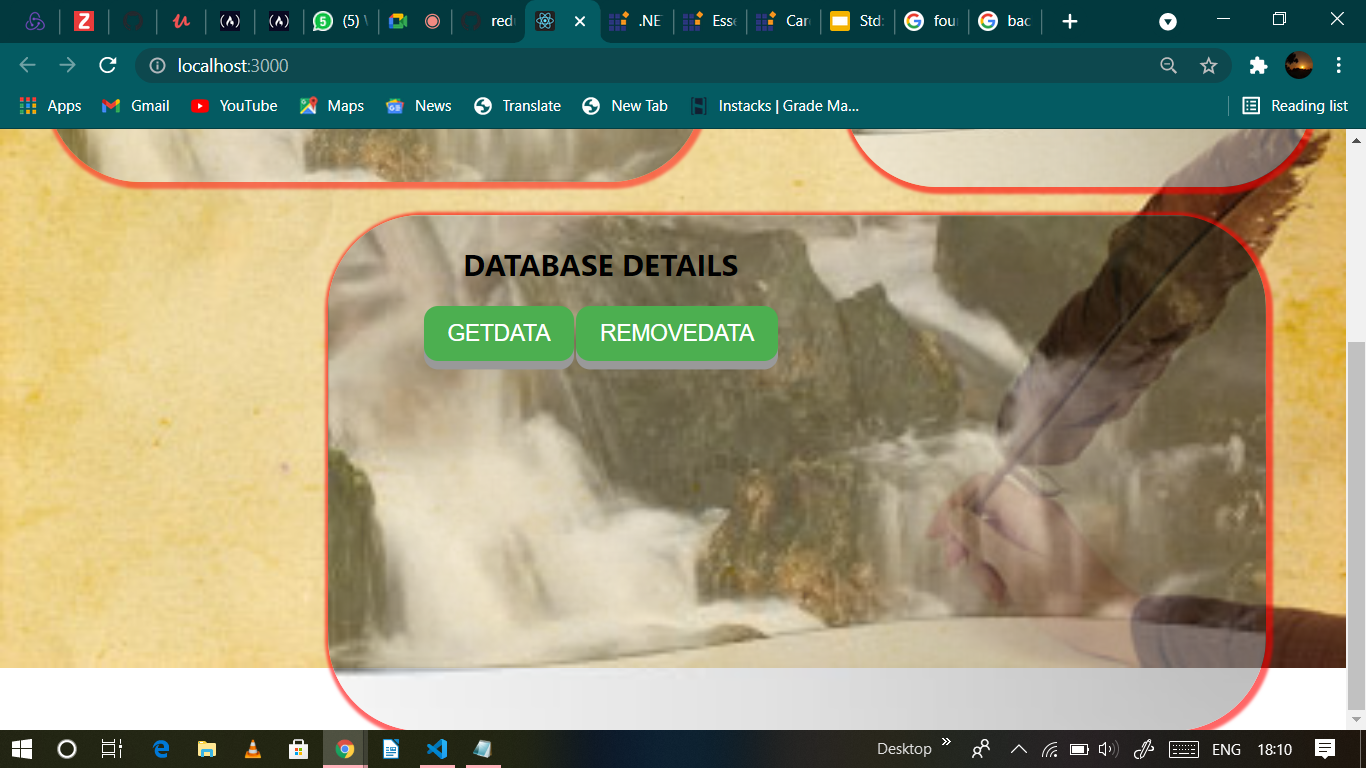 (5)
red
.NE
Ess
Car
Std:
four
bac
localhost:3000
Apps
Gmail
YouTube
Maps
News
Translate
New Tab
Instacks | Grade Ma...
Reading list
DATABASE DETAILS
GETDATA
REMOVEDATA
Desktop
ENG
18:10